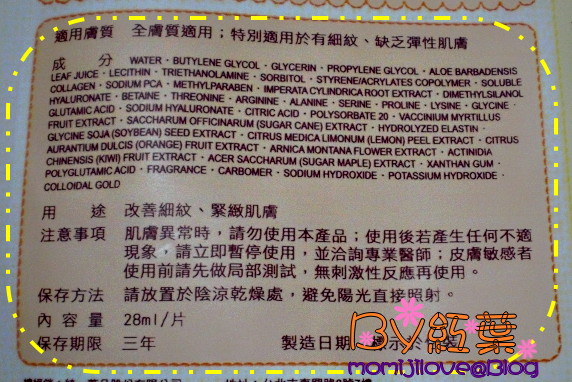 適用膚質 全膚質適用；特別適用於有細紋、缺乏彈性肌膚
成分 WATER、BUTYLENE GLYCOL、GLYCERIN、PROPYLENE GLYCOL、ALOE BARBADENSIS
LEAF JUICE、LECITHIN、TRIETHANOLAMINE、SORBITOL、STYRENE/ACRYLATES COPOLYMER、SOLUBLE
COLLAGEN、SODIUM PCA、METHYLPARABEN、IMPERATA CYLINDRICA ROOT EXTRACT、DIMETHYLSILANOL
HYALURONATE、BETAINE、THREONINE、ARGININE、ALANINE、SERINE、PROLINE、LYSINE、GLYCINE、
GLUTAMIC ACID、SODIUM HYALURONATE、CITRIC ACID、POLYSORBATE 20、VACCINIUM MYRTILLUS
FRUIT EXTRACT、SACCHARUM OFFICINARUM (SUGAR CANE) EXTRACT、HYDROLYZED ELASTIN、
GLYCINE SOJA (SOYBEAN) SEED EXTRACT、CITRUS MEDICA LIMONUM (LEMON) PEEL EXTRACT、CITRUS
AURANTIUM DULCIS (ORANGE) FRUIT EXTRACT、ARNICA MONTANA FLOWER EXTRACT、ACTINIDIA
CHINENSIS (KIWI) FRUIT EXTRACT、ACER SACCHARUM (SUGAR MAPLE) EXTRACT、XANTHAN GUM、
POLYGLUTAMIC ACID、FRAGRANCE、CARBOMER、SODIUM HYDROXIDE、POTASSIUM HYDROXIDE、
COLLOIDAL GOLD
用途 改善細紋、緊緻肌膚
注意事項 肌膚異常時，請勿使用本產品；使用後若產生任何不適
現象，請立即暫停使用，並洽詢專業醫師；皮膚敏感者
使用前請先做局部測試，無刺激性反應再使用。
保存方法 請放置於陰涼乾燥處，避免陽光直接照射。
內容量 28ml/片
保存期限 三年 製造日期 標示於
By紅葉
momijilove@Blog